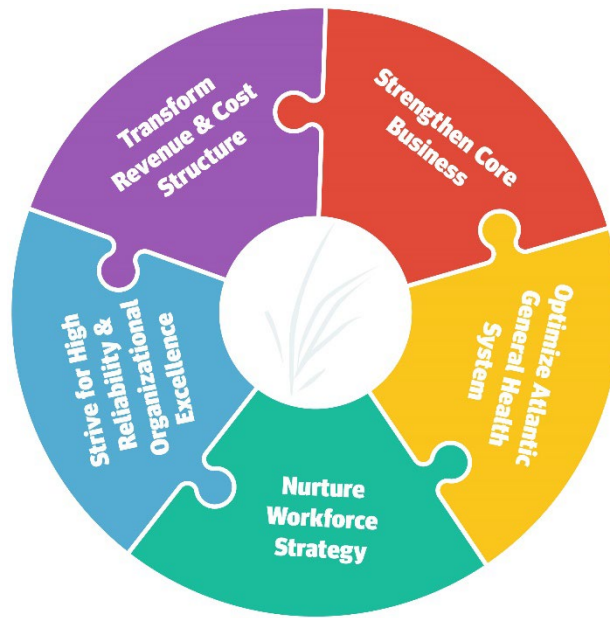 Transform
Revenue & Cost
Structure
Strengthen Core
Business
Optimize Atlantic
General Health
System
Nurture
Workforce
Strategy
Strive for High
Reliability &
Organizational
Excellence